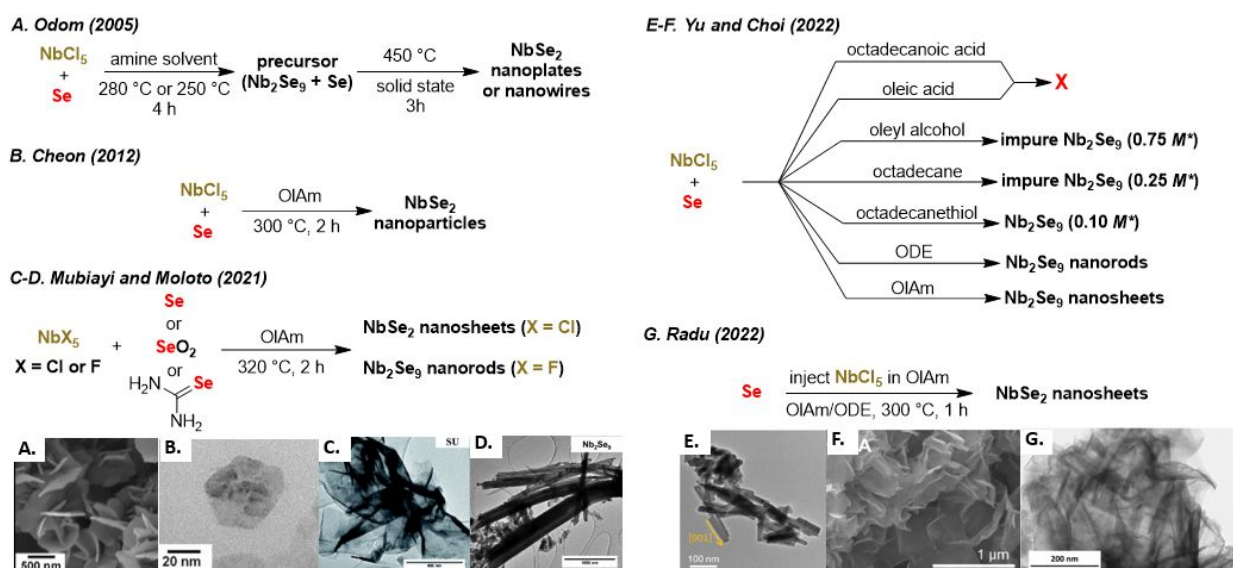 A. Odom (2005)
NbCl5
+
Se
amine solvent
280 °C or 250 °C
4 h
precursor
(Nb2Se9 + Se)
450 °C
solid state
3h
NbSe2
nanoplates
or nanowires
B. Cheon (2012)
NbCl5
+
Se
OlAm
300 °C, 2 h
NbSe2
nanoparticles
C-D. Mubiayi and Moloto (2021)
NbX5
X = Cl or F
+
Se
or
SeO2
or
Se
H2N
NH2
OlAm
320 °C, 2 h
NbSe2 nanosheets (X = Cl)
Nb2Se9 nanorods (X = F)
E-F. Yu and Choi (2022)
NbCl5
+
Se
octadecanoic acid
oleic acid
X
oleyl alcohol
impure Nb2Se9 (0.75 M*)
octadecane
impure Nb2Se9 (0.25 M*)
octadecanethiol
Nb2Se9 (0.10 M*)
ODE
Nb2Se9 nanorods
OlAm
Nb2Se9 nanosheets
G. Radu (2022)
Se
inject NbCl5 in OlAm
OlAm/ODE, 300 °C, 1 h
NbSe2 nanosheets
A.
500 nm
B.
20 nm
C.
SU
D.
Nb2Se9
E.
[001]
100 nm
F.
A
1 µm
G.
200 nm